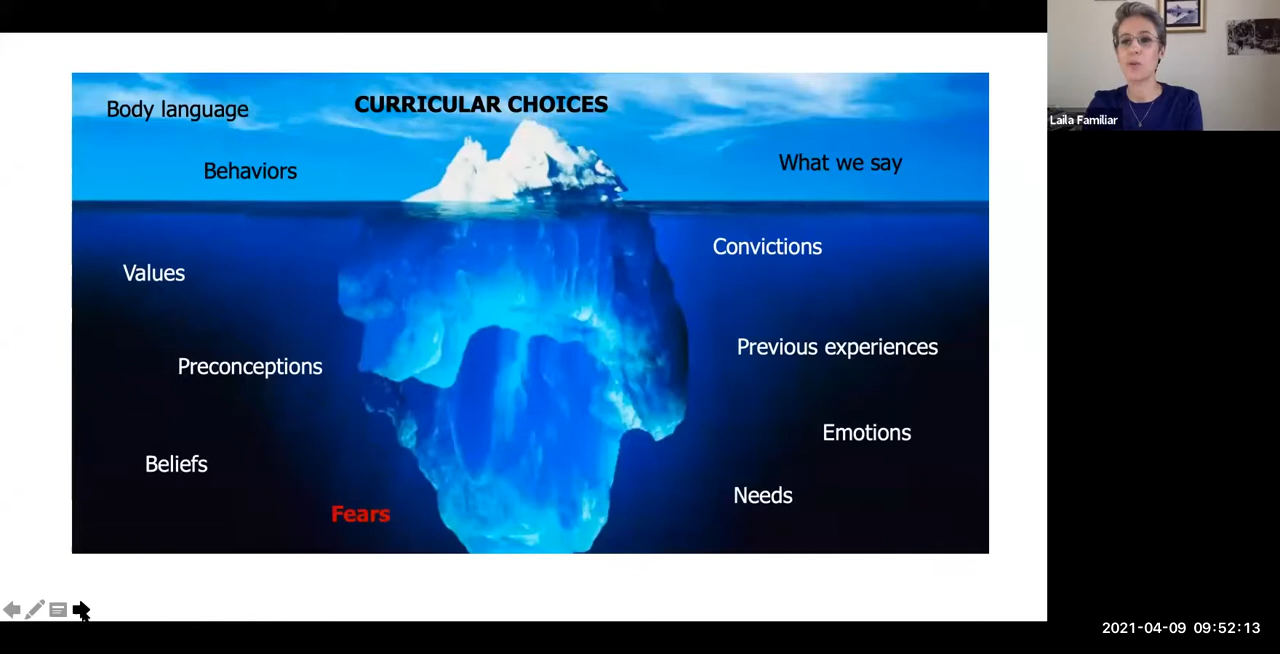 Body language
CURRICULAR CHOICES
Behaviors
What we say
Convictions
Values
Previous experiences
Preconceptions
Emotions
Beliefs
Needs
Fears
Laila Familiar
2021-04-09 09:52:13